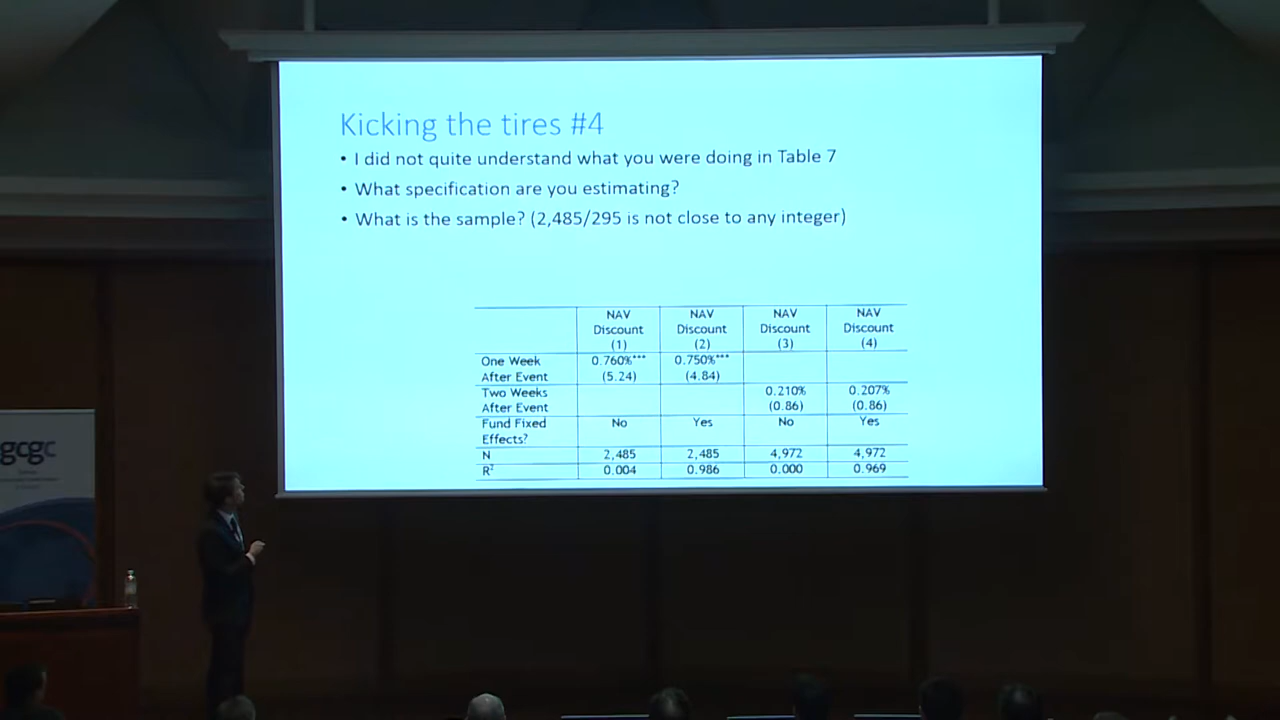 Kicking the tires #4
• I did not quite understand what you were doing in Table 7
• What specification are you estimating?
• What is the sample? (2,485/295 is not close to any integer)
NAV Discount (1) NAV Discount (2) NAV Discount (3) NAV Discount (4)
One Week After Event 0.760%*** (5.24) 0.750%*** (4.84)
Two Weeks After Event 0.210% (0.86) 0.207% (0.86)
Fund Fixed Effects? No Yes No Yes
N 2,485 2,485 4,972 4,972
R² 0.004 0.986 0.000 0.969
gcgc